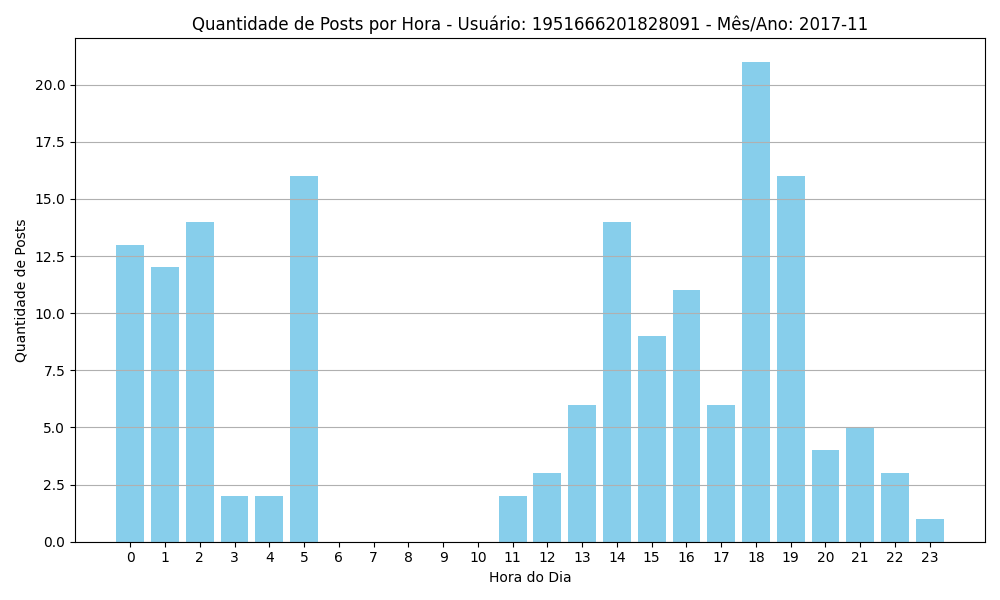 Quantidade de Posts por Hora - Usuário: 1951666201828091 - Mês/Ano: 2017-11
Quantidade de Posts
20.0
17.5
15.0
12.5
10.0
7.5
5.0
2.5
0.0
0 1 2 3 4 5 6 7 8 9 10 11 12 13 14 15 16 17 18 19 20 21 22 23
Hora do Dia